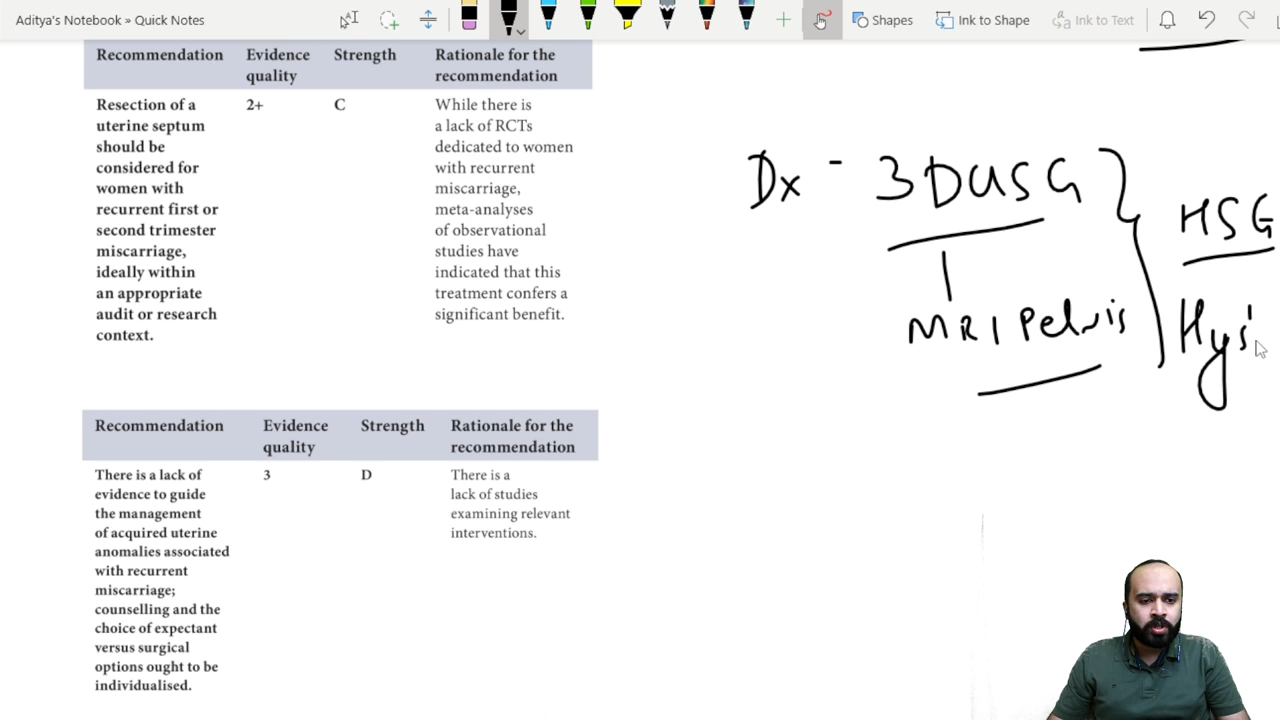 Aditya's Notebook » Quick Notes
Shapes
Ink to Shape
Ink to Text
Recommendation Evidence quality Strength Rationale for the recommendation
Resection of a
uterine septum
should be
considered for
women with
recurrent first or
second trimester
miscarriage,
ideally within
an appropriate
audit or research
context.
2+
C
While there is
a lack of RCTs
dedicated to women
with recurrent
miscarriage,
meta-analyses
of observational
studies have
indicated that this
treatment confers a
significant benefit.
Recommendation Evidence quality Strength Rationale for the recommendation
There is a lack of
evidence to guide
the management
of acquired uterine
anomalies associated
with recurrent
miscarriage;
counselling and the
choice of expectant
versus surgical
options ought to be
individualised.
3
D
There is a
lack of studies
examining relevant
interventions.
Dx - 3D USG
MRI Pelvis
HSG
Hys